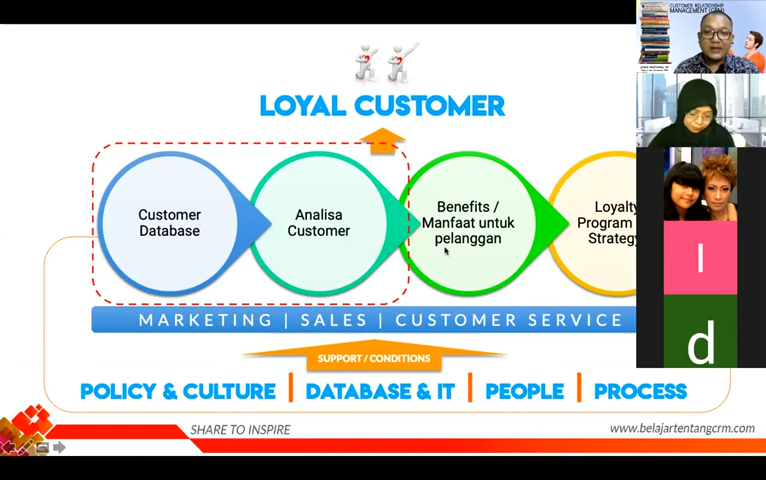 CUSTOMER RELATIONSHIP
MANAGEMENT (CRM)
LOYAL CUSTOMER
Customer
Database
Analisa
Customer
Benefits /
Manfaat untuk
pelanggan
Loyalty
Program
Strategy
MARKETING | SALES | CUSTOMER SERVICE
SUPPORT / CONDITIONS
POLICY & CULTURE | DATABASE & IT | PEOPLE | PROCESS
SHARE TO INSPIRE
www.belajartentangcrm.com
l
d